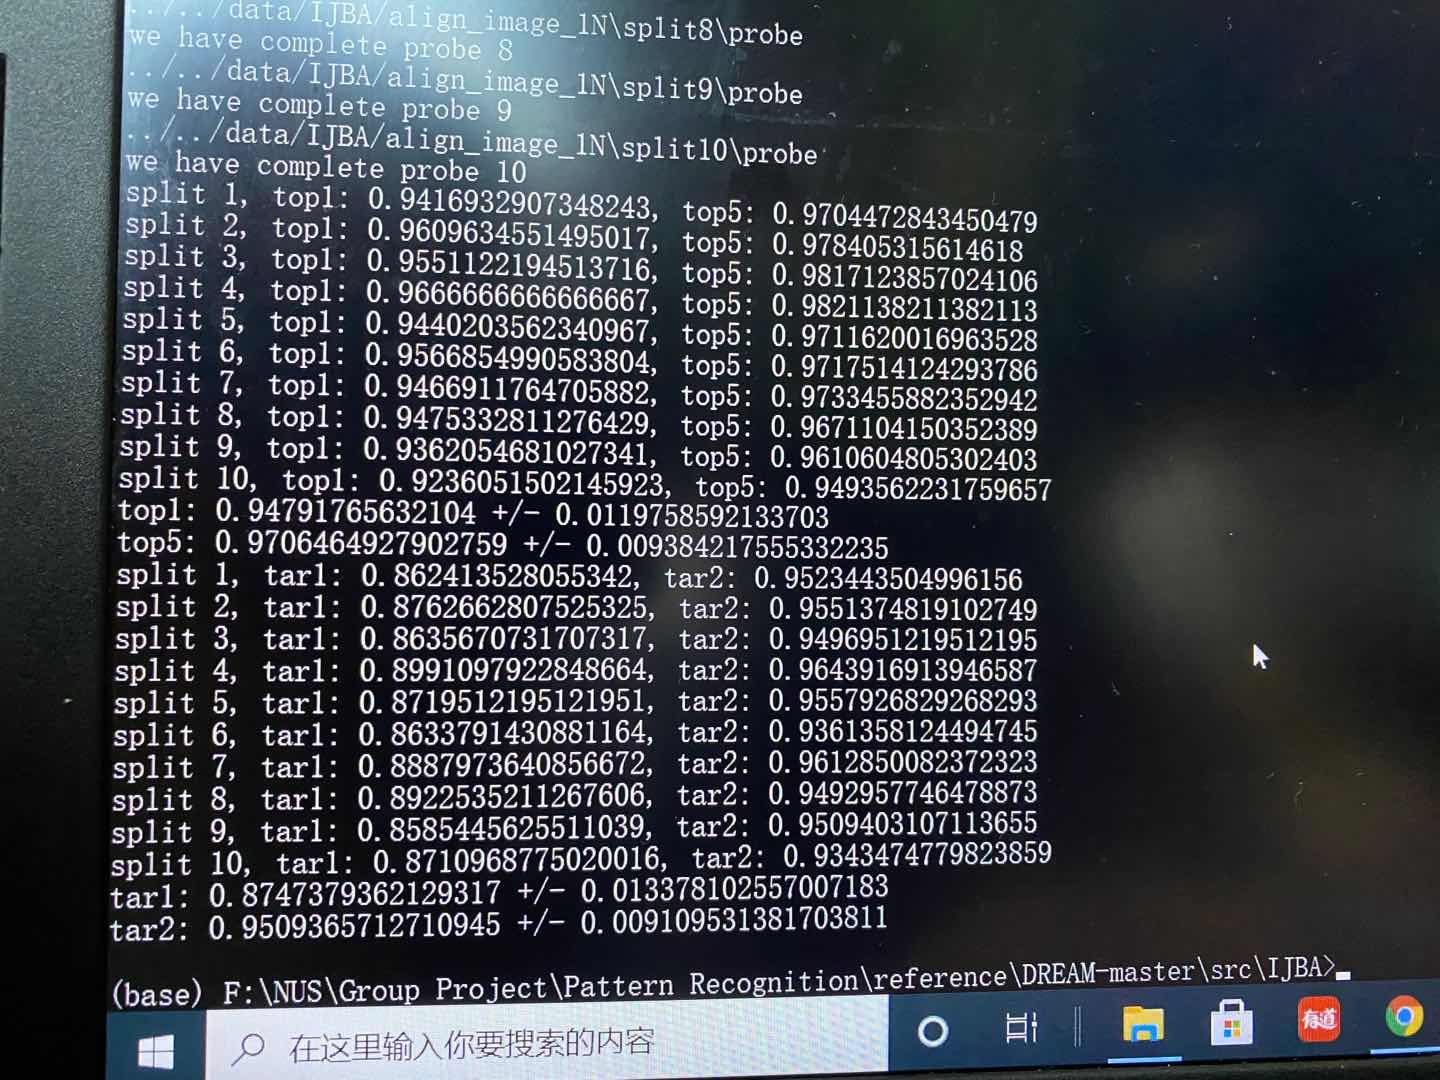 ../../data/IJBA/align_image_1N\split8\probe
we have complete probe 8
../../data/IJBA/align_image_1N\split9\probe
we have complete probe 9
../../data/IJBA/align_image_1N\split10\probe
we have complete probe 10
split 1, top1: 0.9416932907348243, top5: 0.9704472843450479
split 2, top1: 0.9609634551495017, top5: 0.978405315614618
split 3, top1: 0.9551122194513716, top5: 0.9817123857024106
split 4, top1: 0.9666666666666667, top5: 0.9821138211382113
split 5, top1: 0.9440203562340967, top5: 0.9711620016963528
split 6, top1: 0.9566854990583804, top5: 0.9717514124293786
split 7, top1: 0.9466911764705882, top5: 0.9733455882352942
split 8, top1: 0.9475332811276429, top5: 0.9671104150352389
split 9, top1: 0.9362054681027341, top5: 0.9610604805302403
split 10, top1: 0.9236051502145923, top5: 0.9493562231759657
top1: 0.94791765632104 +/- 0.0119758592133703
top5: 0.9706464927902759 +/- 0.009384217555332235
split 1, tar1: 0.862413528055342, tar2: 0.9523443504996156
split 2, tar1: 0.87626628075253​25, tar2: 0.9551374819102749
split 3, tar1: 0.8635670731707317, tar2: 0.9496951219512195
split 4, tar1: 0.8991097922848664, tar2: 0.9643916913946587
split 5, tar1: 0.8719512195121951, tar2: 0.9557926829268293
split 6, tar1: 0.8633791430881164, tar2: 0.9361358124494745
split 7, tar1: 0.8887973640856672, tar2: 0.9612850082372323
split 8, tar1: 0.8922535211267606, tar2: 0.9492957746478873
split 9, tar1: 0.8585445625511039, tar2: 0.9509403107113655
split 10, tar1: 0.8710968775020016, tar2: 0.9343474779823859
tar1: 0.8747379362129317 +/- 0.013378102557007183
tar2: 0.9509365712710945 +/- 0.009109531381703811
(base) F:\NUS\Group Project\Pattern Recognition\reference\DREAM-master\src\IJBA>
在这里输入你要搜索的内容
有道